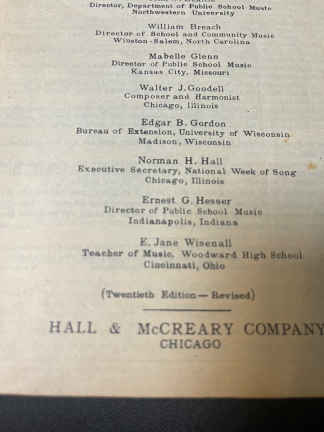 Director, Department of Public School Music
Northwestern University
William Breach
Director of School and Community Music
Winston-Salem, North Carolina
Mabelle Glenn
Director of Public School Music
Kansas City, Missouri
Walter J. Goodell
Composer and Harmonist
Chicago, Illinois
Edgar B. Gordon
Bureau of Extension, University of Wisconsin
Madison, Wisconsin
Norman H. Hall
Executive Secretary, National Week of Song
Chicago, Illinois
Ernest G. Hesser
Director of Public School Music
Indianapolis, Indiana
E. Jane Wisenall
Teacher of Music, Woodward High School
Cincinnati, Ohio
(Twentieth Edition — Revised)
HALL & McCREARY COMPANY
CHICAGO